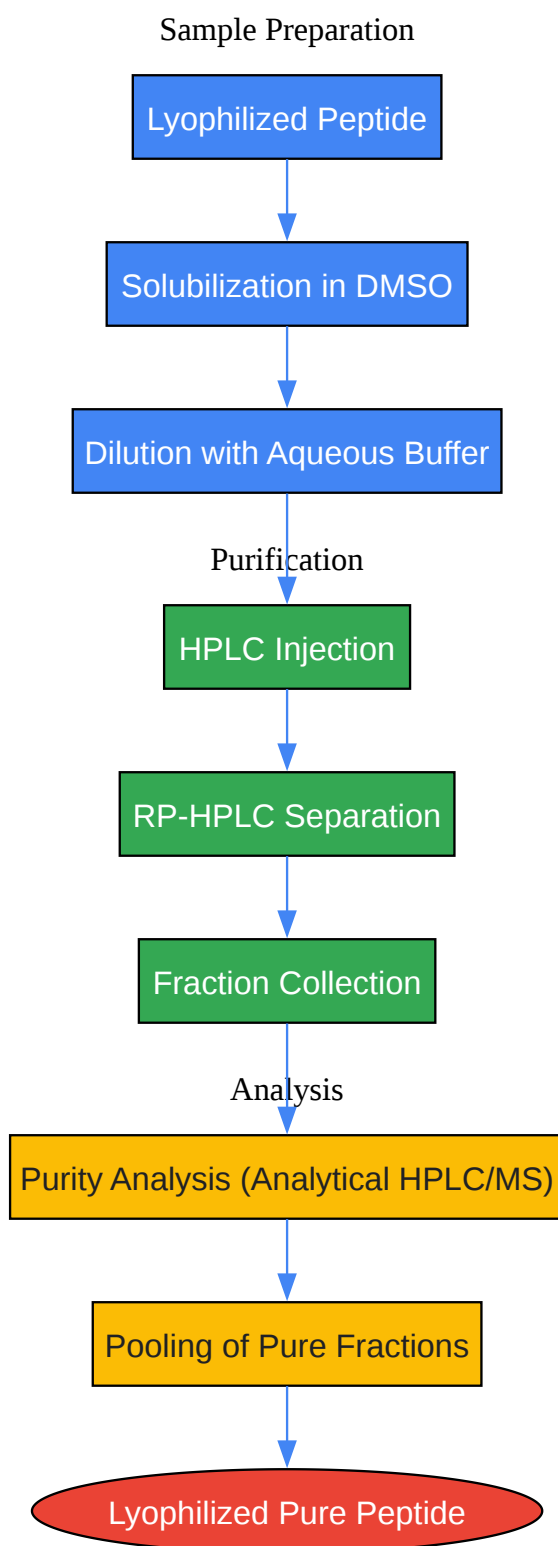 Sample Preparation
Lyophilized Peptide
Solubilization in DMSO
Dilution with Aqueous Buffer
Purification
HPLC Injection
RP-HPLC Separation
Fraction Collection
Analysis
Purity Analysis (Analytical HPLC/MS)
Pooling of Pure Fractions
Lyophilized Pure Peptide